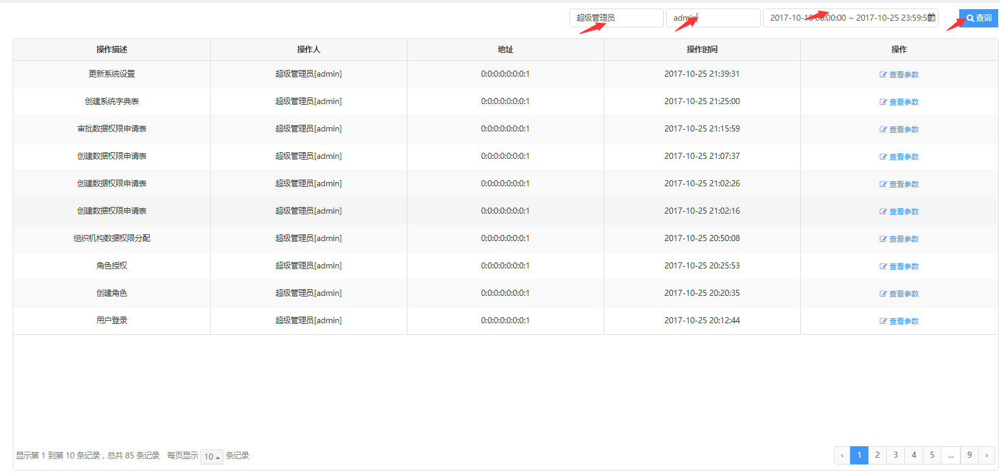 超级管理员 admin 2017-10-18 00:00:00 ~ 2017-10-25 23:59:59 查询
操作描述 操作人 地址 操作时间 操作
更新系统设置 超级管理员[admin] 0:0:0:0:0:0:0:1 2017-10-25 21:39:31 查看参数
创建系统字典表 超级管理员[admin] 0:0:0:0:0:0:0:1 2017-10-25 21:25:00 查看参数
审批数据权限申请表 超级管理员[admin] 0:0:0:0:0:0:0:1 2017-10-25 21:15:59 查看参数
创建数据权限申请表 超级管理员[admin] 0:0:0:0:0:0:0:1 2017-10-25 21:07:37 查看参数
创建数据权限申请表 超级管理员[admin] 0:0:0:0:0:0:0:1 2017-10-25 21:02:26 查看参数
创建数据权限申请表 超级管理员[admin] 0:0:0:0:0:0:0:1 2017-10-25 21:02:16 查看参数
组织机构数据权限分配 超级管理员[admin] 0:0:0:0:0:0:0:1 2017-10-25 20:50:08 查看参数
角色授权 超级管理员[admin] 0:0:0:0:0:0:0:1 2017-10-25 20:25:53 查看参数
创建角色 超级管理员[admin] 0:0:0:0:0:0:0:1 2017-10-25 20:20:35 查看参数
用户登录 超级管理员[admin] 0:0:0:0:0:0:0:1 2017-10-25 20:12:44 查看参数
显示第 1 到第 10 条记录，总共 85 条记录 每页显示 10 条记录 ‹ 1 2 3 4 5 ... 9 ›